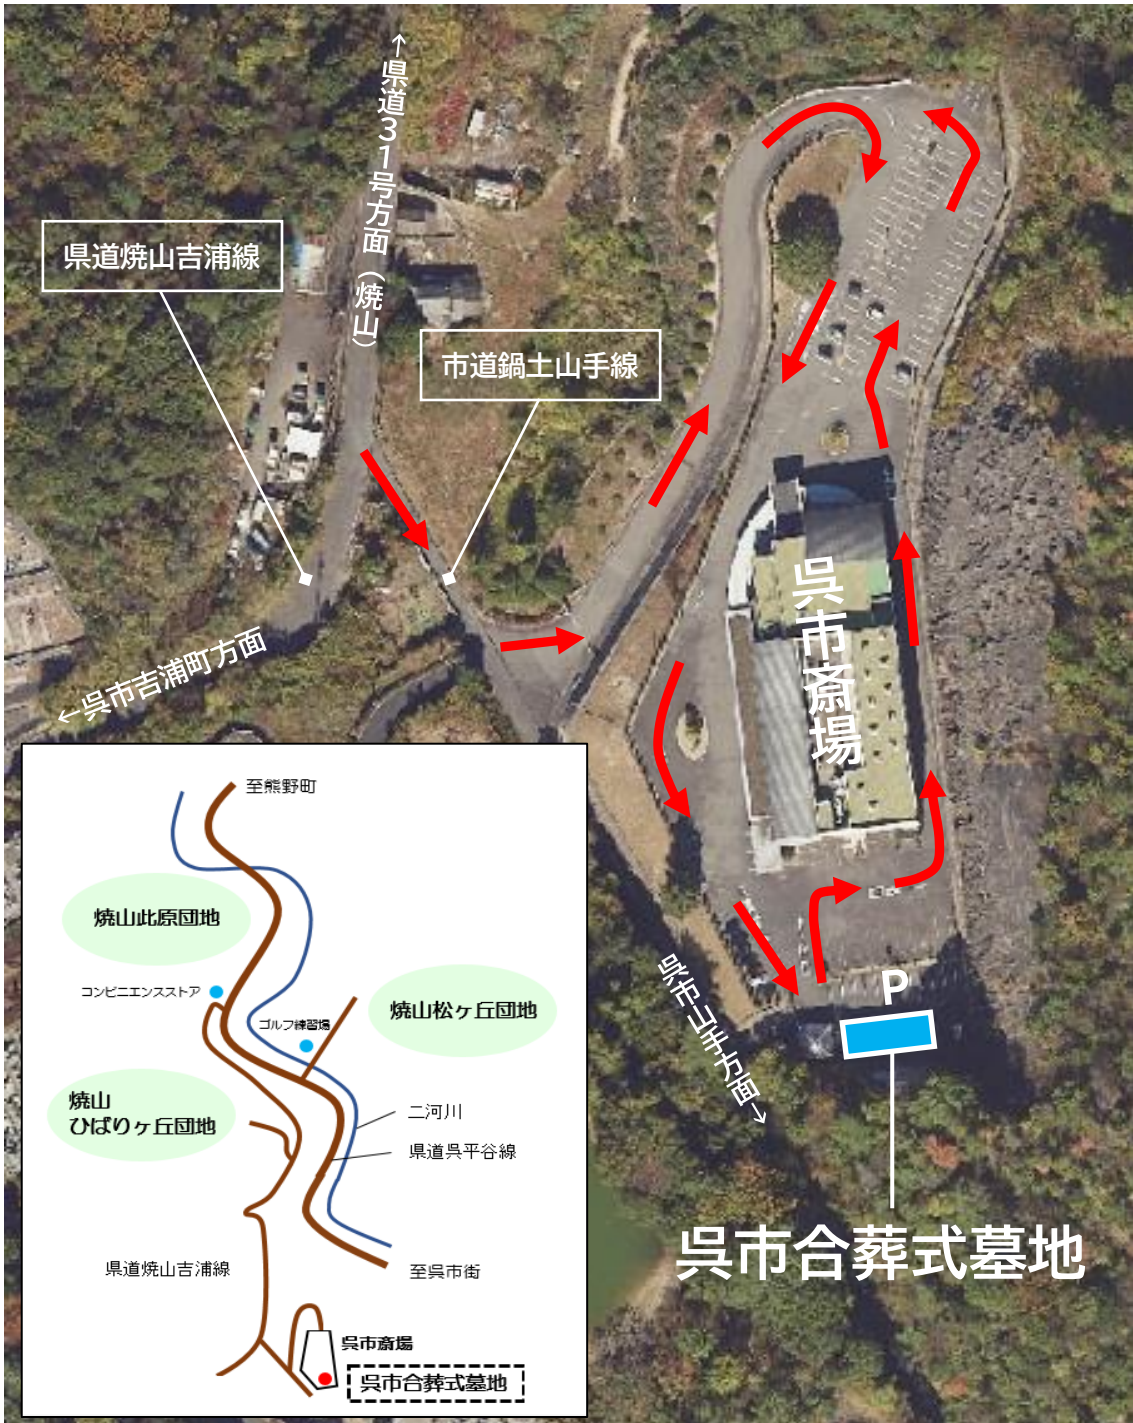 ←県道31号方面（焼山）
県道焼山吉浦線
市道鍋土山手線
←呉市吉浦町方面
呉市斎場
呉市山手方面→
P
呉市合葬式墓地
至熊野町
焼山此原団地
コンビニエンスストア
焼山松ヶ丘団地
ゴルフ練習場
焼山
ひばりヶ丘団地
二河川
県道呉平谷線
県道焼山吉浦線
至呉市街
呉市斎場
呉市合葬式墓地